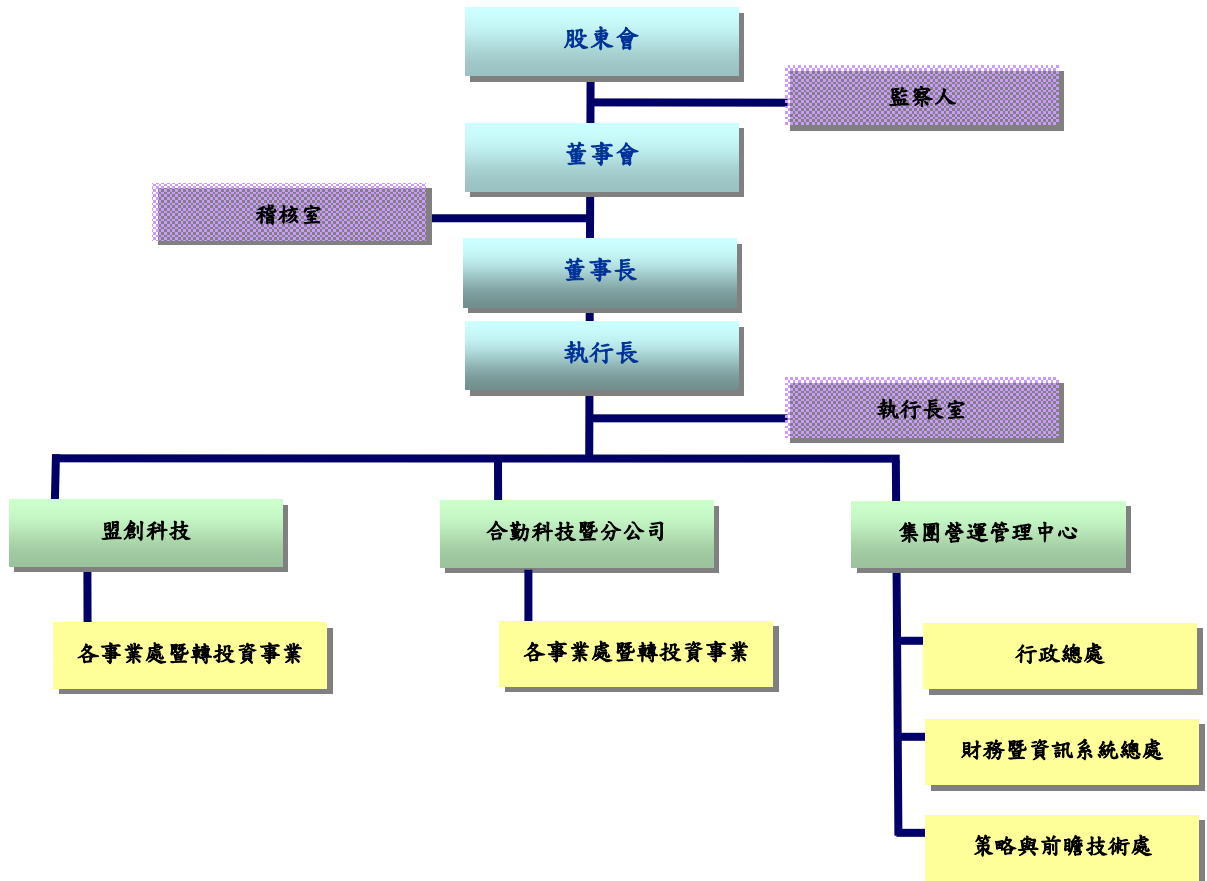 股東會
監察人
董事會
稽核室
董事長
執行長
執行長室
盟創科技
合勤科技暨分公司
集團營運管理中心
各事業處暨轉投資事業
各事業處暨轉投資事業
行政總處
財務暨資訊系統總處
策略與前瞻技術處